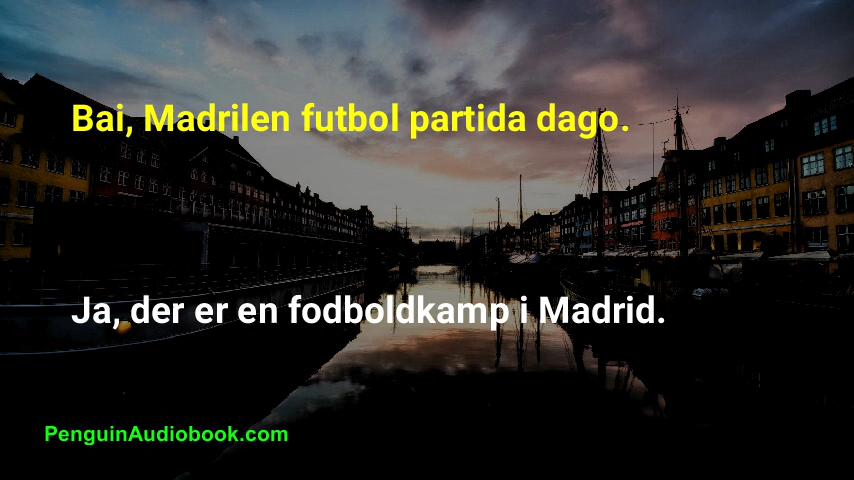 Bai, Madrilen futbol partida dago.
Ja, der er en fodboldkamp i Madrid.
PenguinAudiobook.com